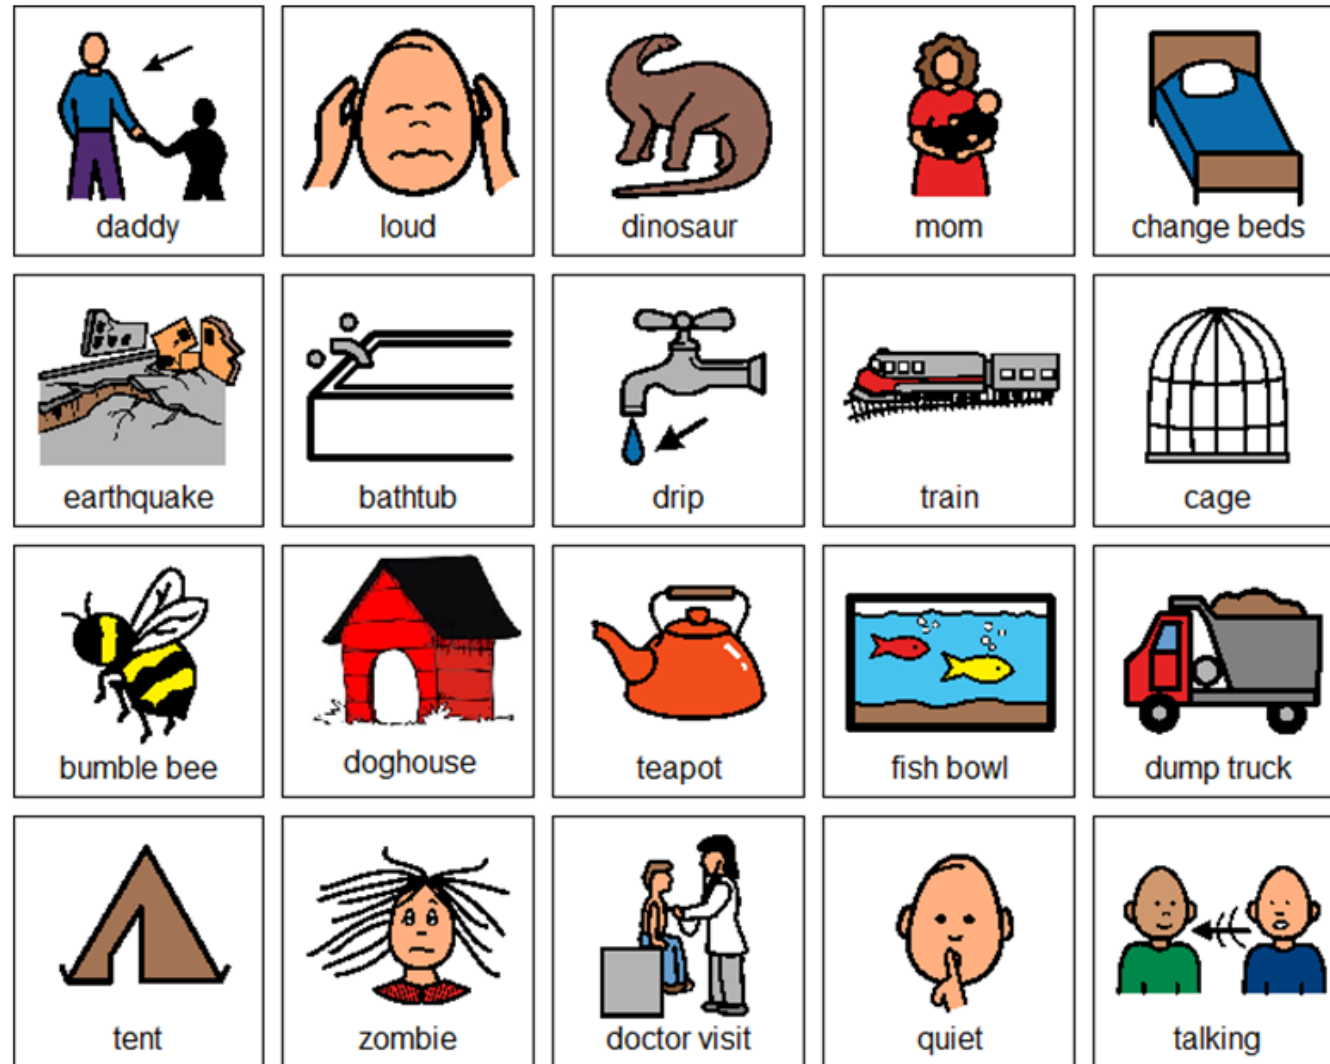 daddy
loud
dinosaur
mom
change beds
earthquake
bathtub
drip
train
cage
bumble bee
doghouse
teapot
fish bowl
dump truck
tent
zombie
doctor visit
quiet
talking